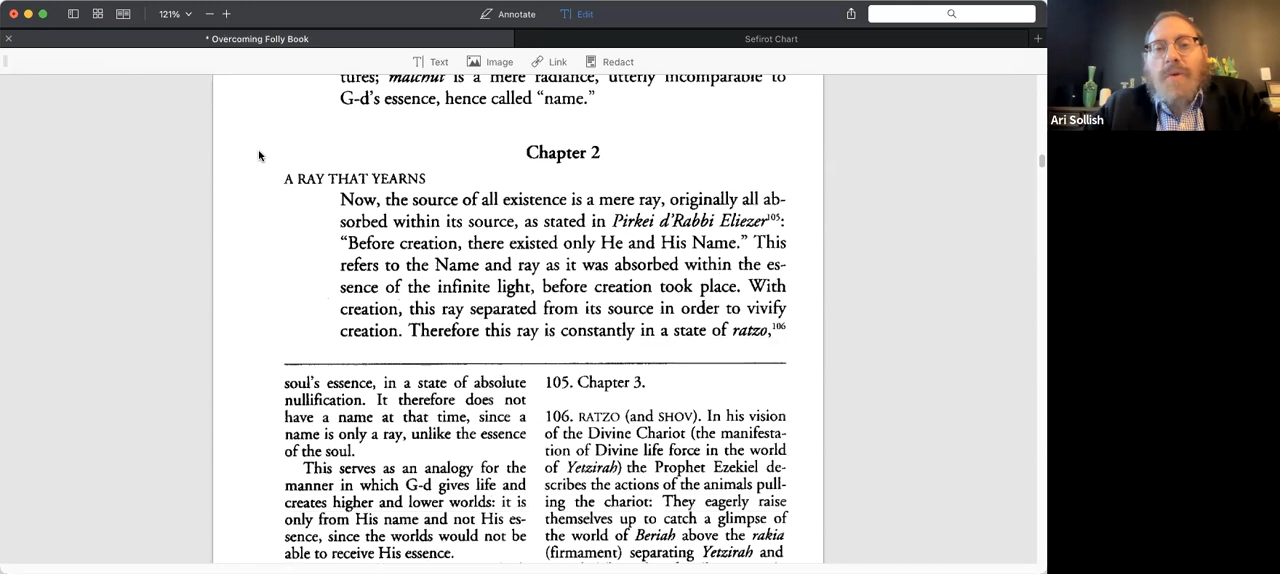 121%
Annotate
Edit
* Overcoming Folly Book
Sefirot Chart
Text
Image
Link
Redact
Ari Sollish
tures; malchut is a mere radiance, utterly incomparable to
G-d's essence, hence called “name.”
Chapter 2
A RAY THAT YEARNS
Now, the source of all existence is a mere ray, originally all ab-
sorbed within its source, as stated in Pirkei d'Rabbi Eliezer105:
“Before creation, there existed only He and His Name.” This
refers to the Name and ray as it was absorbed within the es-
sence of the infinite light, before creation took place. With
creation, this ray separated from its source in order to vivify
creation. Therefore this ray is constantly in a state of ratzo,106
soul's essence, in a state of absolute
nullification. It therefore does not
have a name at that time, since a
name is only a ray, unlike the essence
of the soul.
This serves as an analogy for the
manner in which G-d gives life and
creates higher and lower worlds: it is
only from His name and not His es-
sence, since the worlds would not be
able to receive His essence.
105. Chapter 3.
106. RATZO (and SHOV). In his vision
of the Divine Chariot (the manifesta-
tion of Divine life force in the world
of Yetzirah) the Prophet Ezekiel de-
scribes the actions of the animals pull-
ing the chariot: They eagerly raise
themselves up to catch a glimpse of
the world of Beriah above the rakia
(firmament) separating Yetzirah and